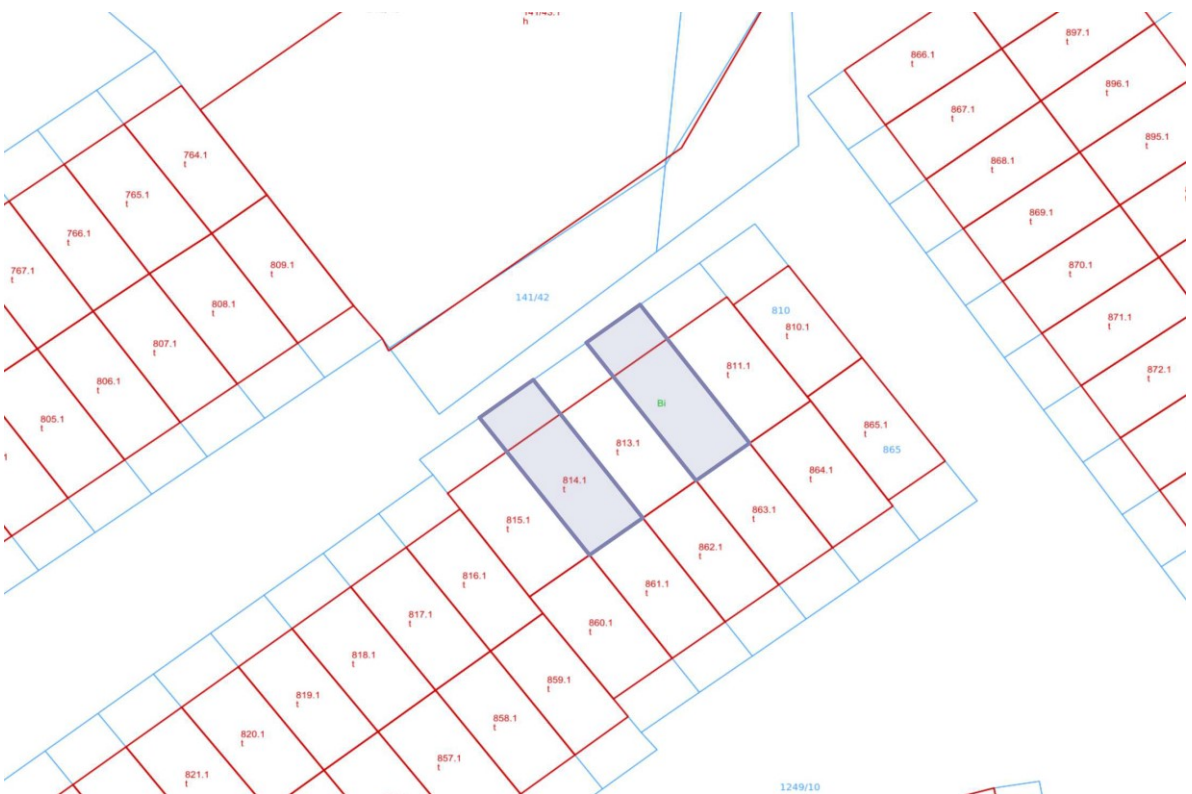 h
866.1
t
897.1
t
867.1
t
896.1
t
764.1
t
868.1
t
895.1
t
765.1
t
869.1
t
766.1
t
767.1
t
809.1
t
870.1
t
808.1
t
141/42
810
810.1
t
871.1
t
807.1
t
811.1
t
872.1
t
806.1
t
Bi
805.1
t
813.1
t
865.1
t
865
814.1
t
864.1
t
815.1
t
863.1
t
862.1
t
816.1
t
861.1
t
817.1
t
860.1
t
818.1
t
859.1
t
819.1
t
858.1
t
820.1
t
857.1
t
821.1
t
1249/10